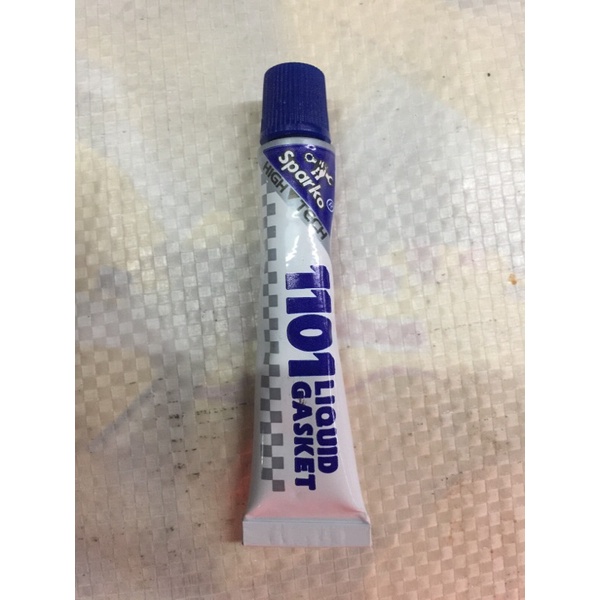 Sparko
HIGH TECH
1101
LIQUID
GASKET